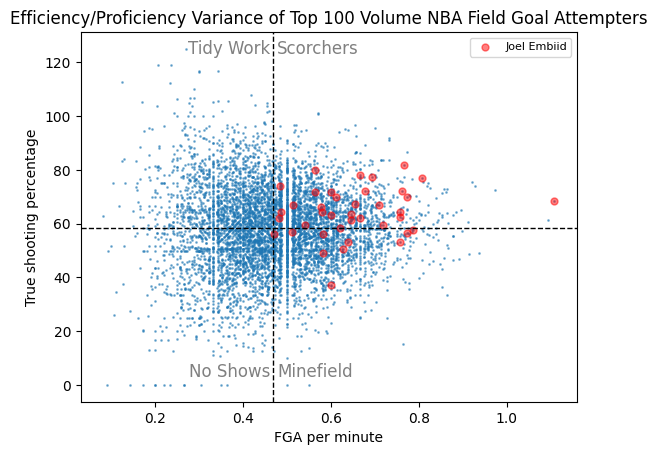 Efficiency/Proficiency Variance of Top 100 Volume NBA Field Goal Attempters
Tidy Work Scorchers
Joel Embiid
120
100
80
60
40
20
0
True shooting percentage
No Shows Minefield
0.2 0.4 0.6 0.8 1.0
FGA per minute